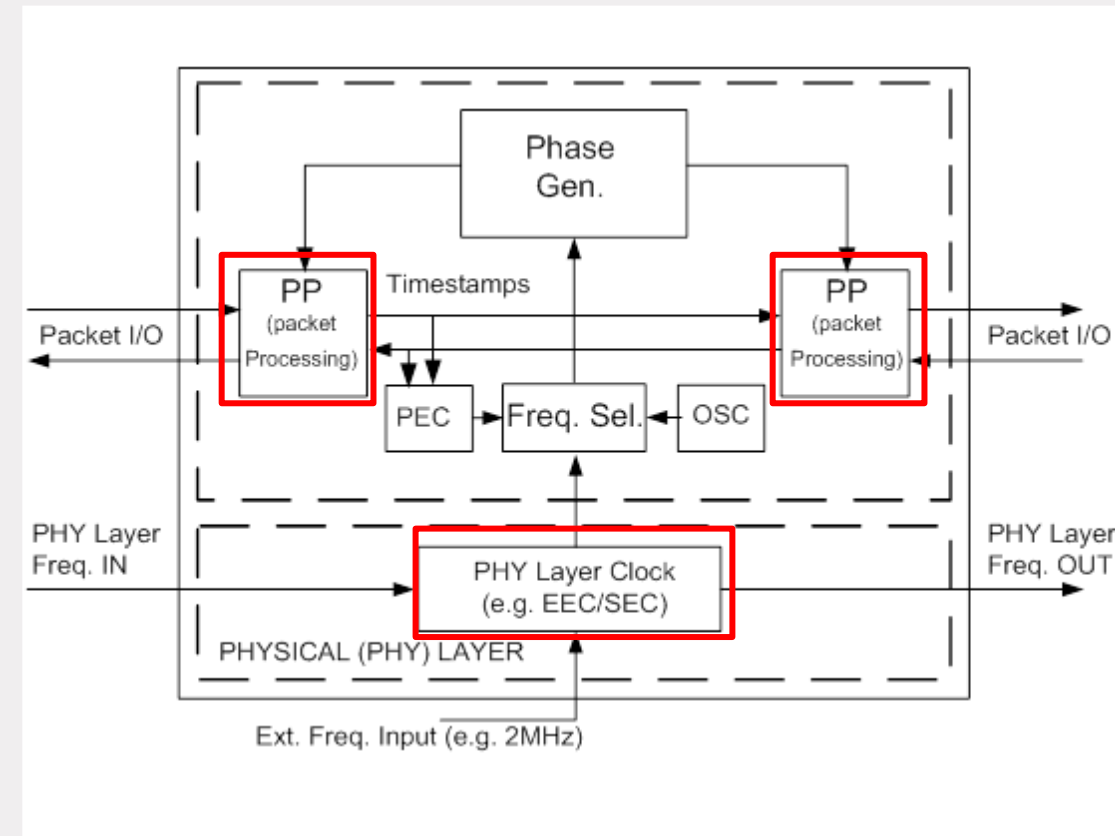 Phase
Gen.
PP
(packet
Processing)
Timestamps
PP
(packet
Processing)
Packet I/O
Packet I/O
PEC
Freq. Sel.
OSC
PHY Layer
Freq. IN
PHY Layer Clock
(e.g. EEC/SEC)
PHY Layer
Freq. OUT
PHYSICAL (PHY) LAYER
Ext. Freq. Input (e.g. 2MHz)